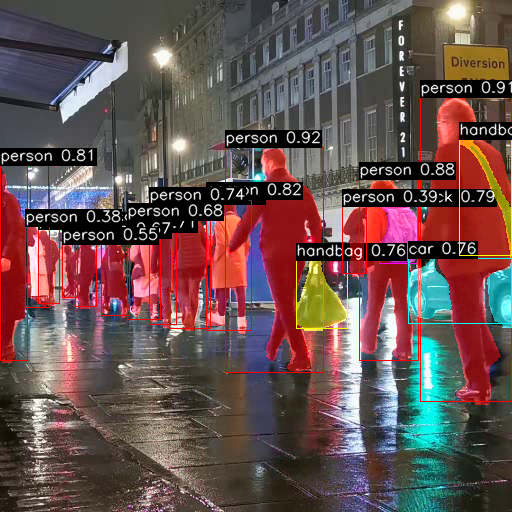 FOREVER 21
Diversion
person 0.91
handb
person 0.92
person 0.81
person 0.88
person 0.74
n 0.82
person 0.39
k 0.79
person 0.68
person 0.38
person 0.55
handbag 0.76
car 0.76